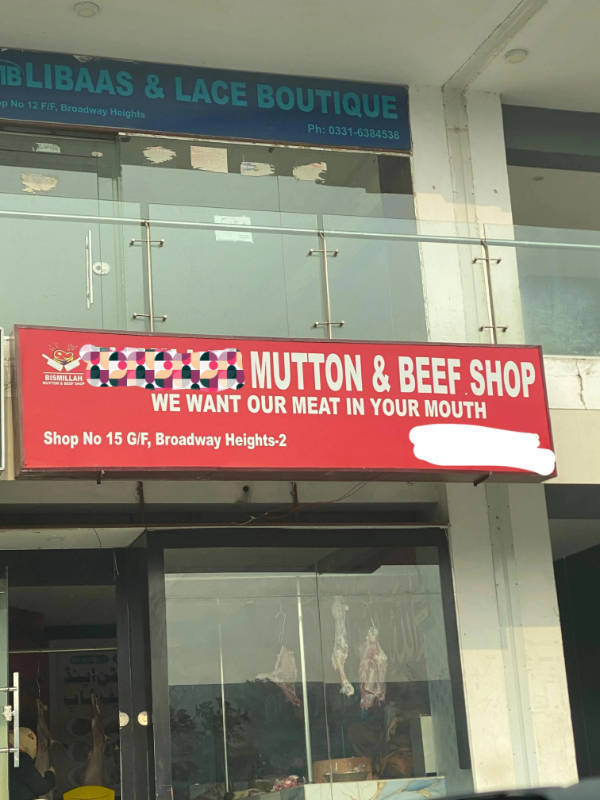 LIBAAS & LACE BOUTIQUE
No 12 F/F, Broadway Heights
Ph: 0331-6384538
BISMILLAH
MUTTON & BEEF SHOP
MUTTON & BEEF SHOP
WE WANT OUR MEAT IN YOUR MOUTH
Shop No 15 G/F, Broadway Heights-2